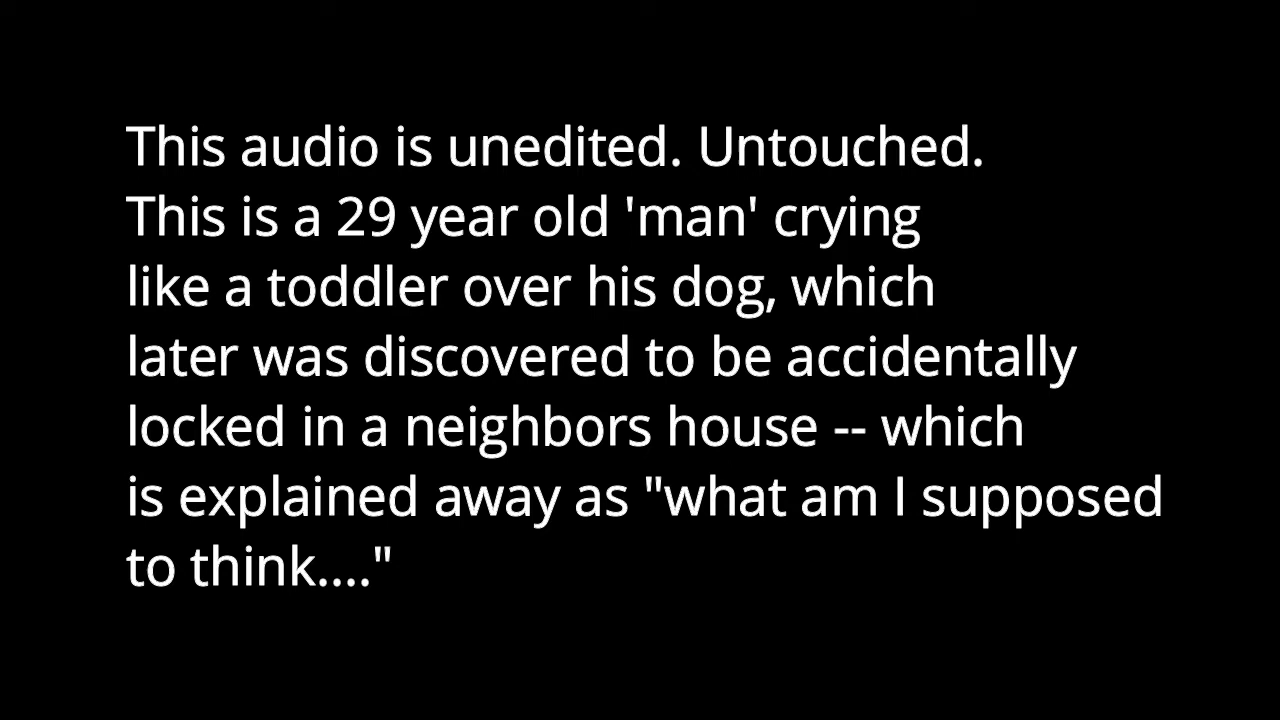 This audio is unedited. Untouched.
This is a 29 year old 'man' crying
like a toddler over his dog, which
later was discovered to be accidentally
locked in a neighbors house -- which
is explained away as "what am I supposed
to think...."